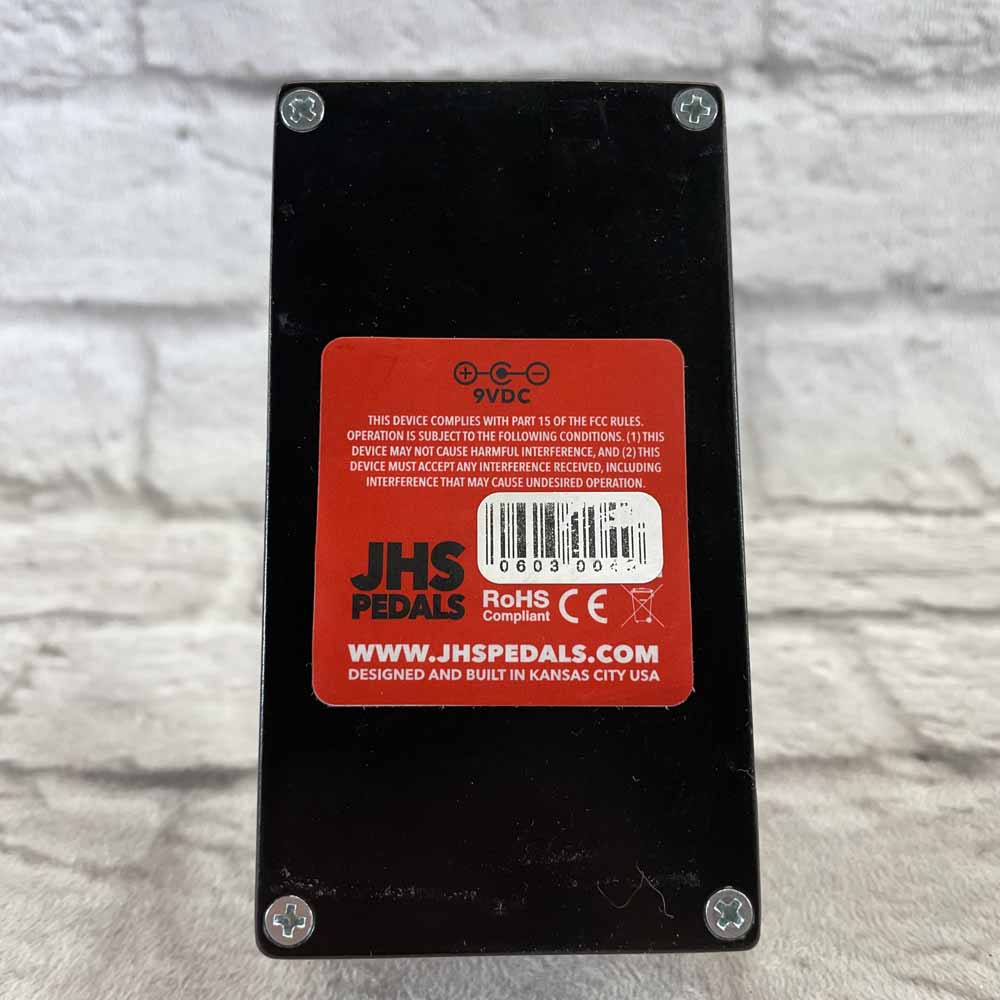 9VDC
THIS DEVICE COMPLIES WITH PART 15 OF THE FCC RULES.
OPERATION IS SUBJECT TO THE FOLLOWING CONDITIONS. (1) THIS
DEVICE MAY NOT CAUSE HARMFUL INTERFERENCE, AND (2) THIS
DEVICE MUST ACCEPT ANY INTERFERENCE RECEIVED, INCLUDING
INTERFERENCE THAT MAY CAUSE UNDESIRED OPERATION.
0603
JHS
PEDALS
RoHS
Compliant
CE
WWW.JHSPEDALS.COM
DESIGNED AND BUILT IN KANSAS CITY USA